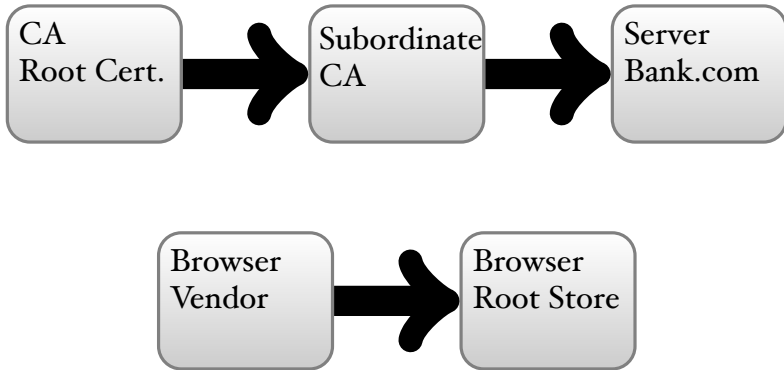 CA
Root Cert.
Subordinate
CA
Server
Bank.com
Browser
Vendor
Browser
Root Store